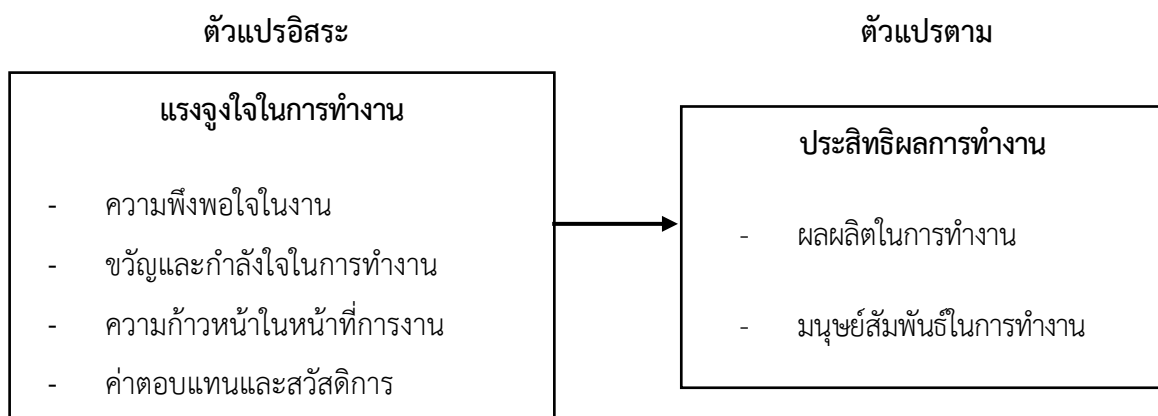 ตัวแปรอิสระ
ตัวแปรตาม
แรงจูงใจในการทำงาน
- ความพึงพอใจในงาน
- ขวัญและกำลังใจในการทำงาน
- ความก้าวหน้าในหน้าที่การงาน
- ค่าตอบแทนและสวัสดิการ
ประสิทธิผลการทำงาน
- ผลผลิตในการทำงาน
- มนุษย์สัมพันธ์ในการทำงาน